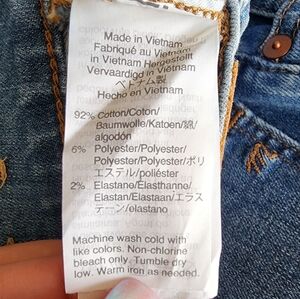 Made in Vietnam
Fabriqué au Vietnam
in Vietnam Hergestellt
Vervaardigd in Vietnam
ベトナム製
Hecho en Vietnam
92% Cotton/Coton/
Baumwolle/Katoen/綿/
algodón
6% Polyester/Polyester/
Polyester/Polyester/ポリ
エステル/poliéster
2% Elastane/Élasthanne/
Elastan/Elastaan/エラス
テーン/elastano
Machine wash cold with
like colors. Non-chlorine
bleach only. Tumble dry
low. Warm iron as needed.